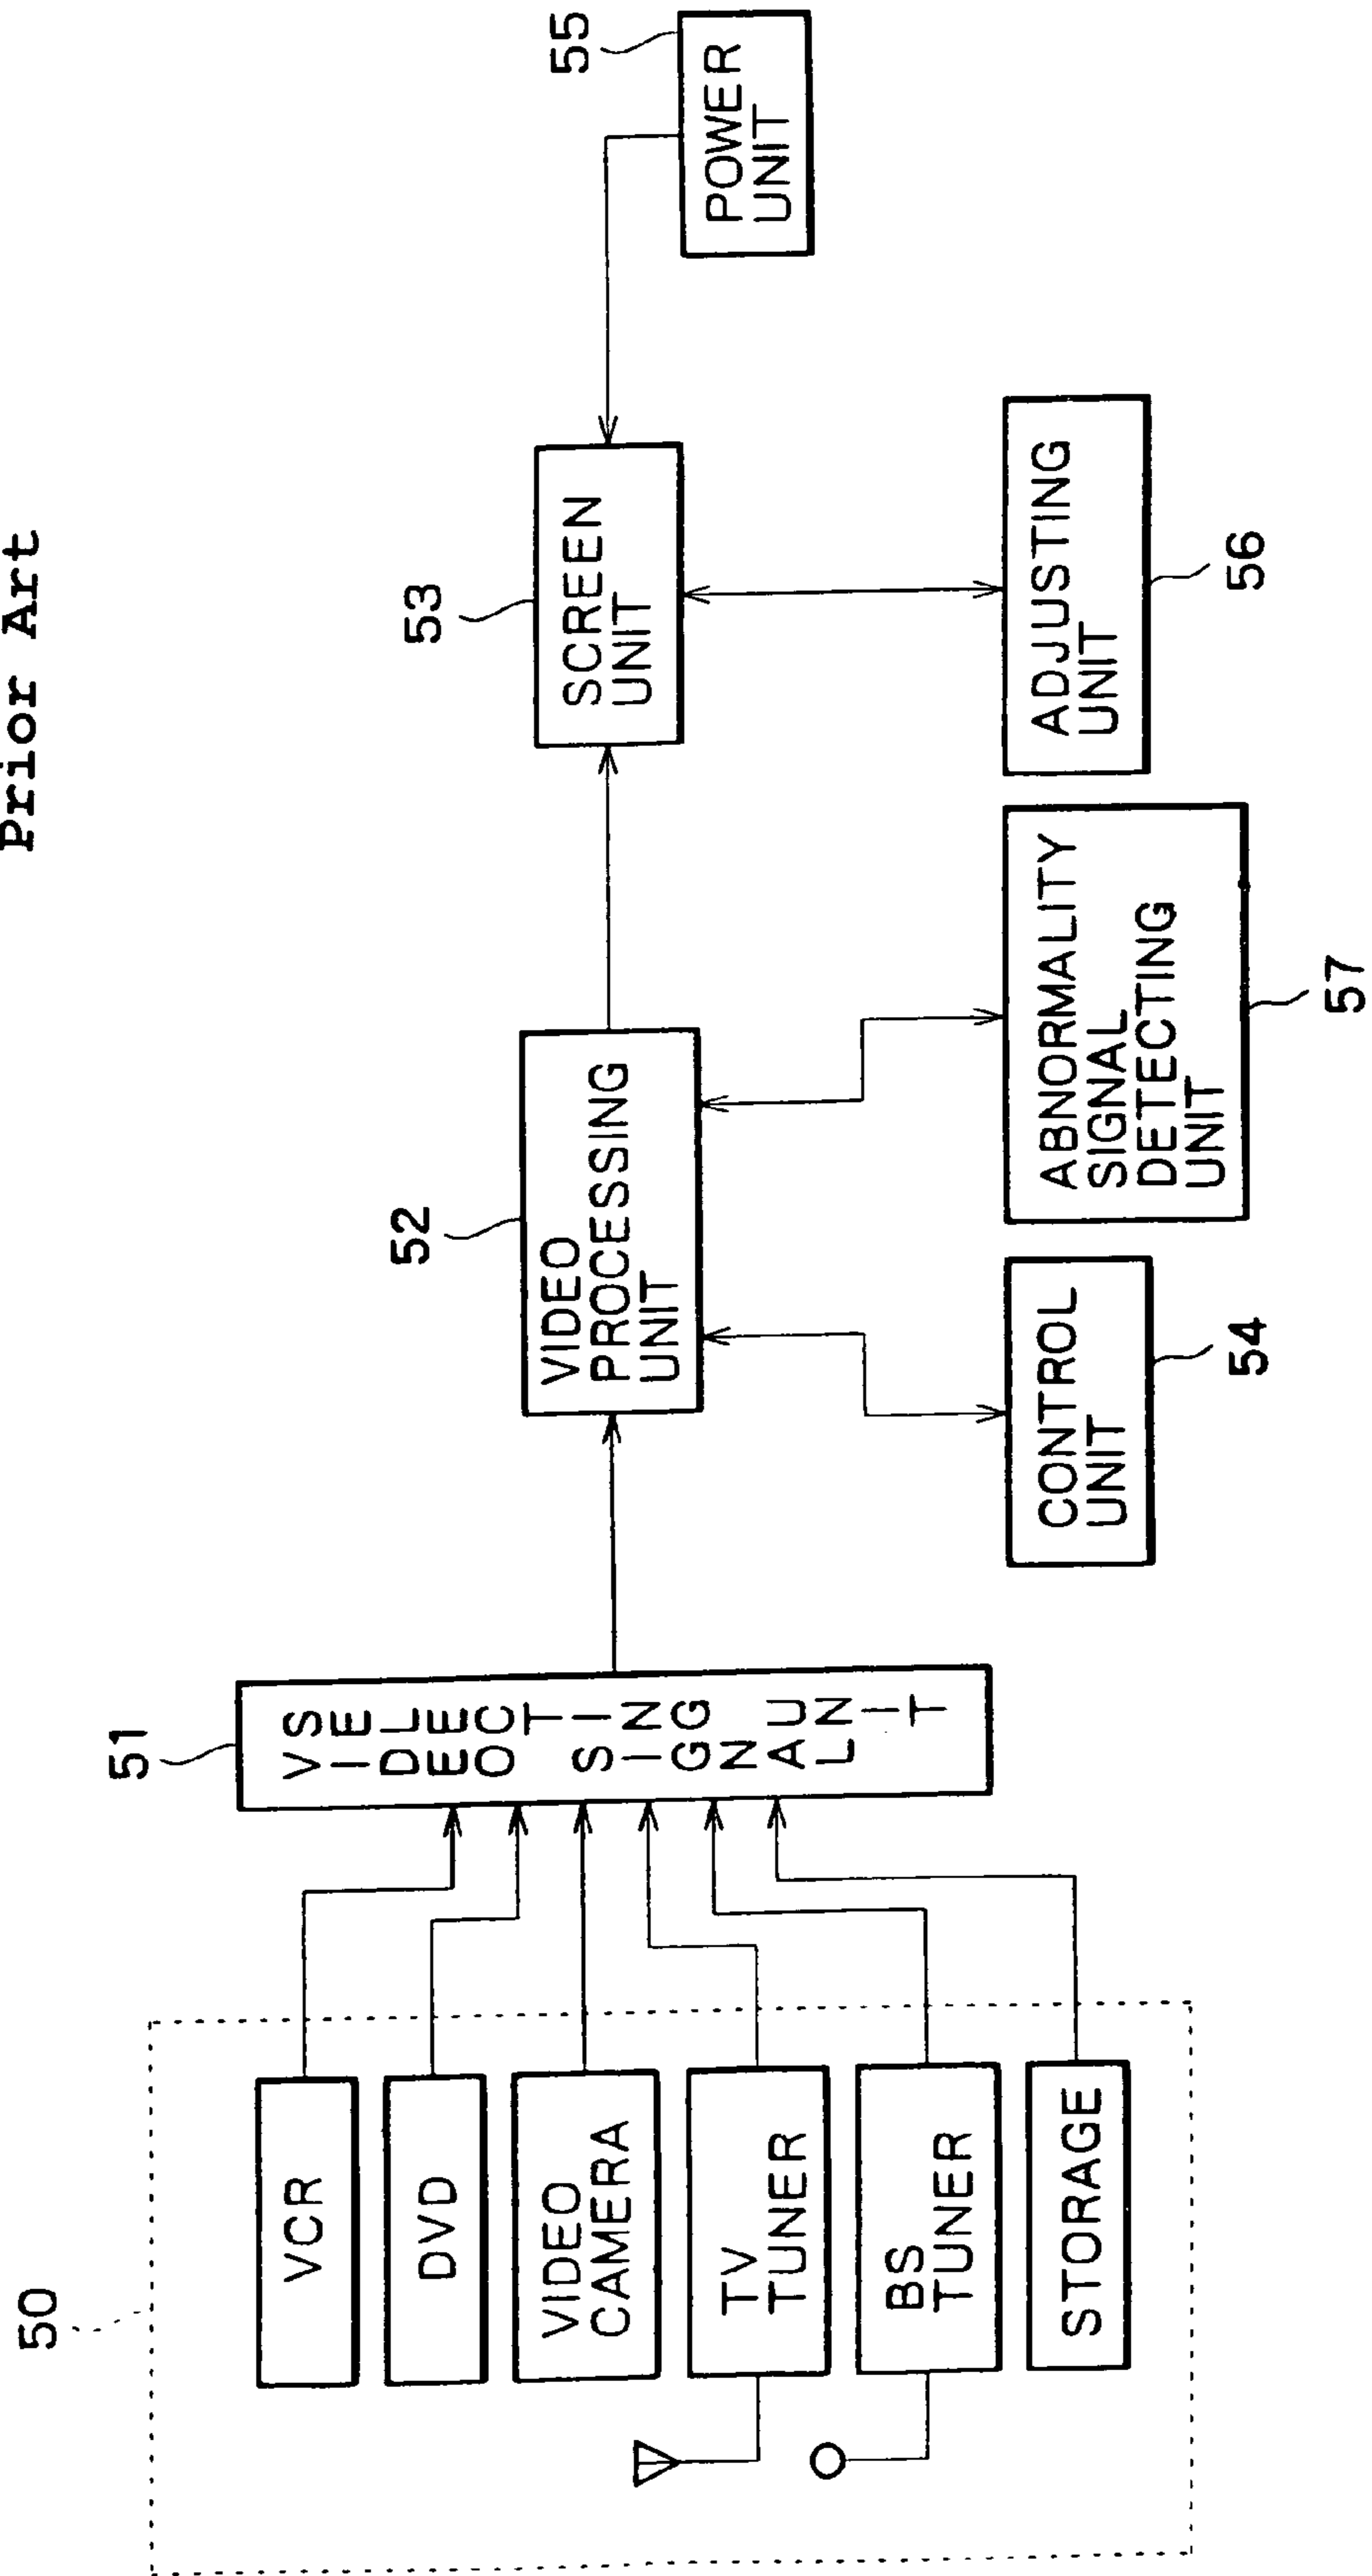 Prior Art
50
VCR
DVD
VIDEO
CAMERA
TV
TUNER
BS
TUNER
STORAGE
51
VIDEO SIGNAL
SELECTING UNIT
52
VIDEO
PROCESSING
UNIT
53
SCREEN
UNIT
55
POWER
UNIT
CONTROL
UNIT
54
ABNORMALITY
SIGNAL
DETECTING
UNIT
57
ADJUSTING
UNIT
56